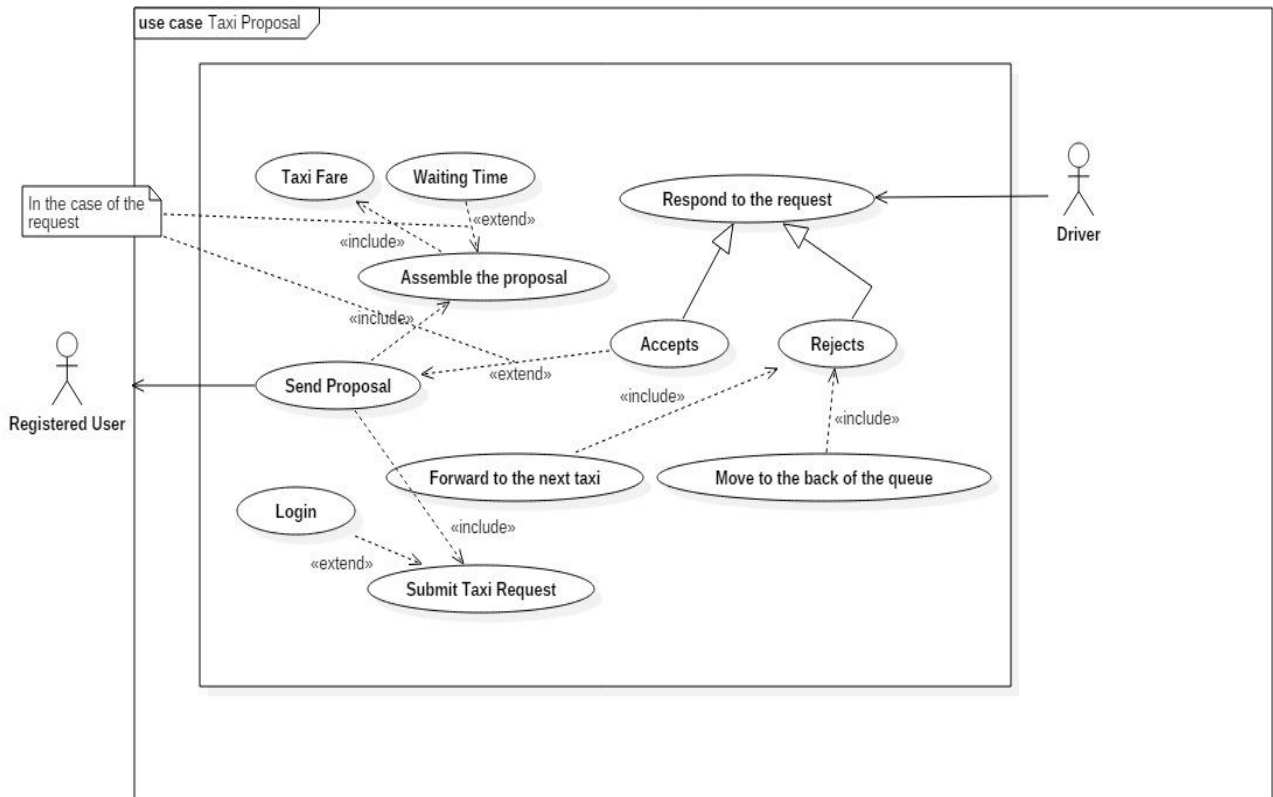 use case Taxi Proposal
Taxi Fare
Waiting Time
Respond to the request
In the case of the
request
«extend»
«include»
Driver
Assemble the proposal
«include»
Accepts
Rejects
«extend»
Send Proposal
«include»
«include»
Registered User
Forward to the next taxi
Move to the back of the queue
Login
«include»
«extend»
Submit Taxi Request